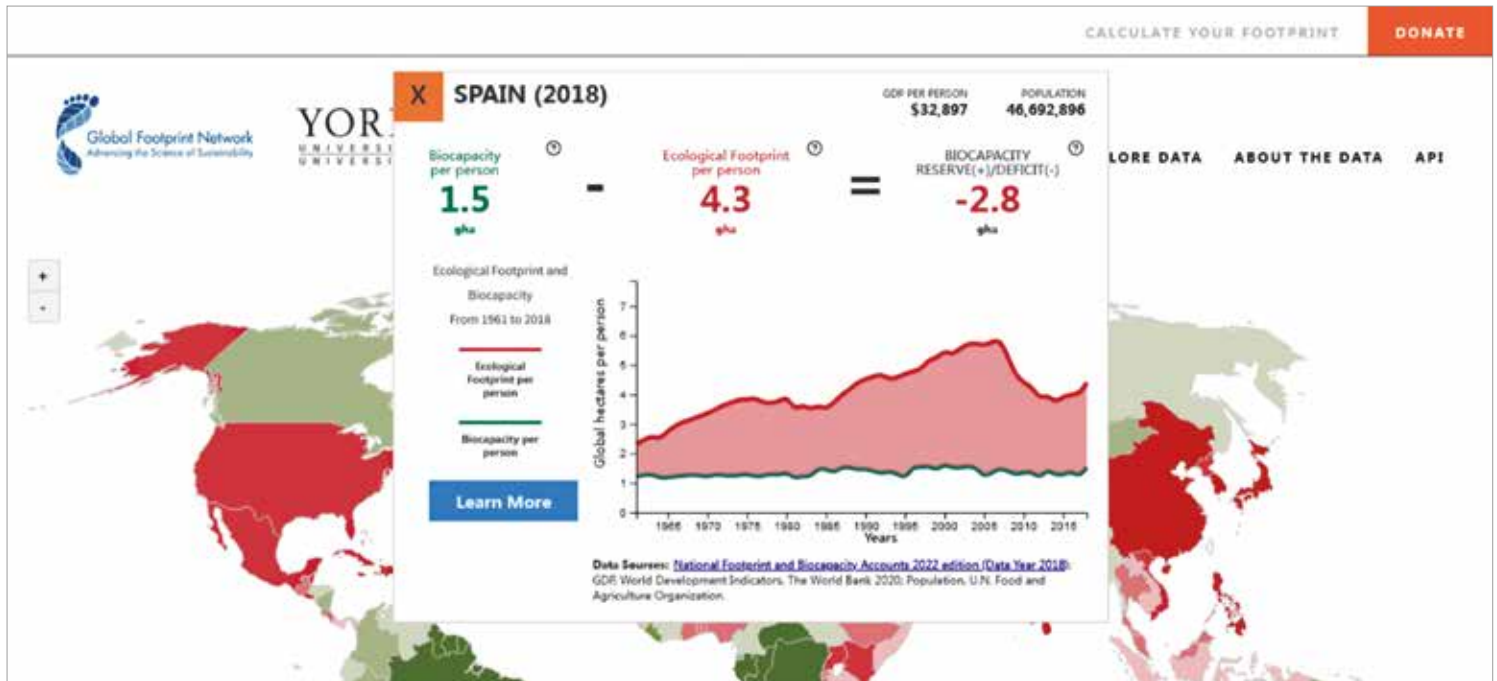 CALCULATE YOUR FOOTPRINT
DONATE
Global Footprint Network
Advancing the Science of Sustainability
YOR
UNIVERSI
UNIVERSI
LORE DATA
ABOUT THE DATA
API
X
SPAIN (2018)
GDP PER PERSON
$32,897
POPULATION
46,692,896
Biocapacity
per person
1.5
gha
-
Ecological Footprint
per person
4.3
gha
=
BIOCAPACITY
RESERVE(+)/DEFICIT(-)
-2.8
gha
+
-
Ecological Footprint and
Biocapacity
From 1961 to 2018
Ecological
Footprint per
person
Biocapacity per
person
Learn More
Global hectares per person
7
6
5
4
3
2
1
0
1965 1970 1975 1980 1985 1990 1995 2000 2005 2010 2015
Years
Data Sources: National Footprint and Biocapacity Accounts 2022 edition (Data Year 2018);
GDP, World Development Indicators, The World Bank 2020; Population, U.N. Food and
Agriculture Organization.